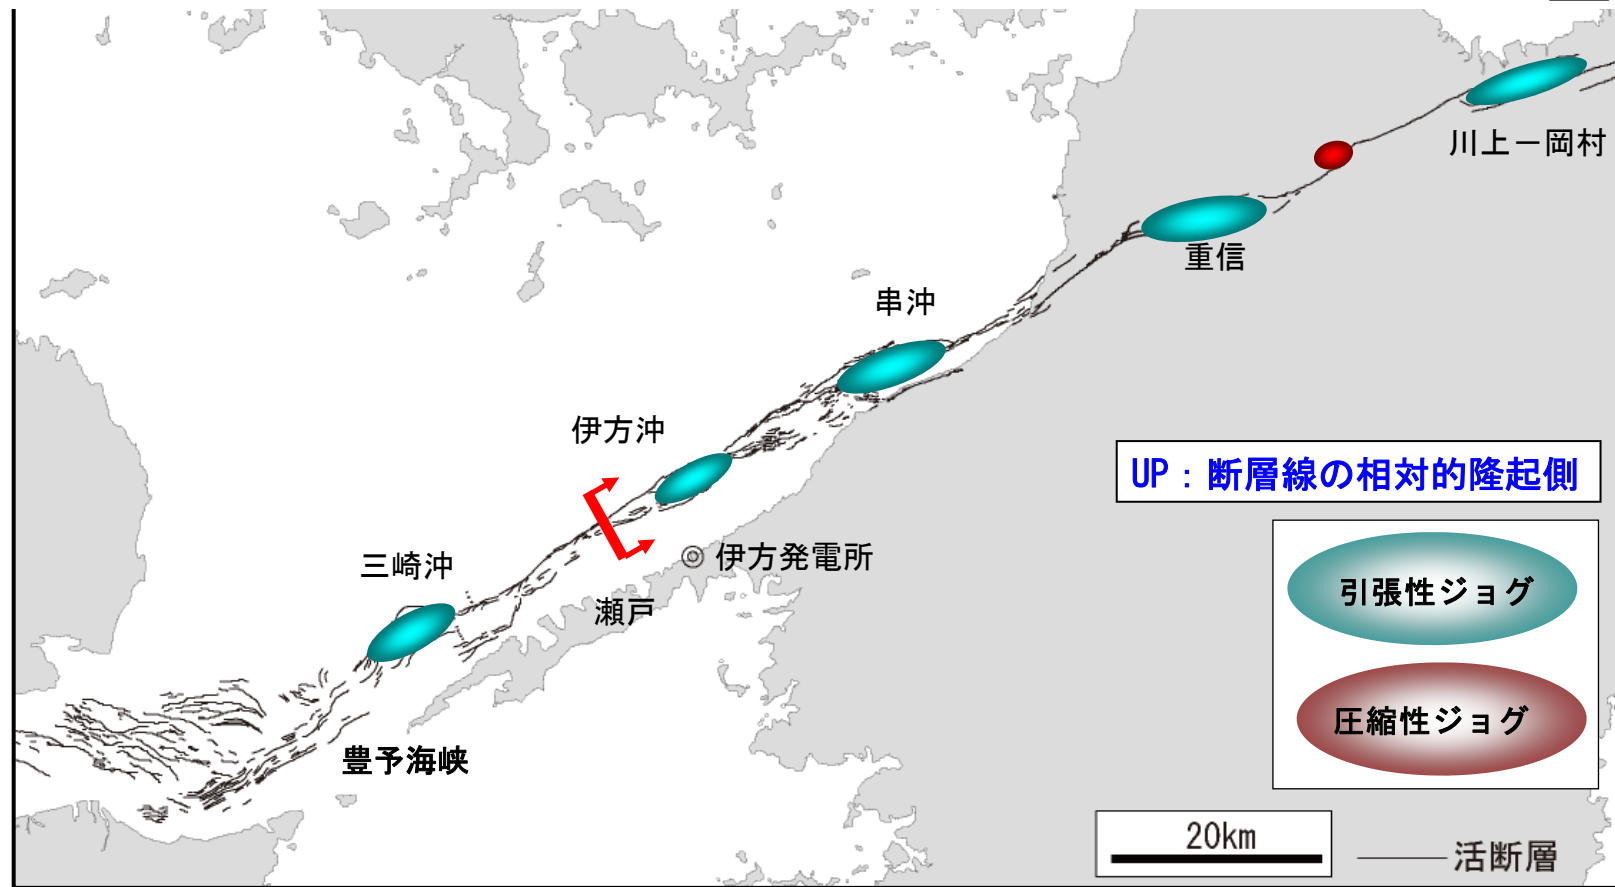 川上－岡村
重信
串沖
伊方沖
UP：断層線の相対的隆起側
伊方発電所
三崎沖
引張性ジョグ
瀬戸
圧縮性ジョグ
豊予海峡
20km
活断層